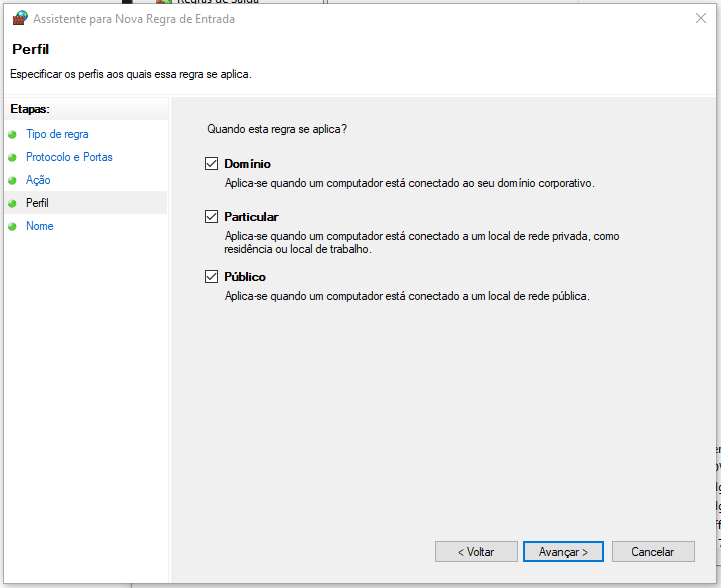 Regras de Saída
Assistente para Nova Regra de Entrada
Perfil
Especificar os perfis aos quais essa regra se aplica.
Etapas:
Tipo de regra
Protocolo e Portas
Ação
Perfil
Nome
Quando esta regra se aplica?
Domínio
Aplica-se quando um computador está conectado ao seu domínio corporativo.
Particular
Aplica-se quando um computador está conectado a um local de rede privada, como
residência ou local de trabalho.
Público
Aplica-se quando um computador está conectado a um local de rede pública.
< Voltar
Avançar >
Cancelar